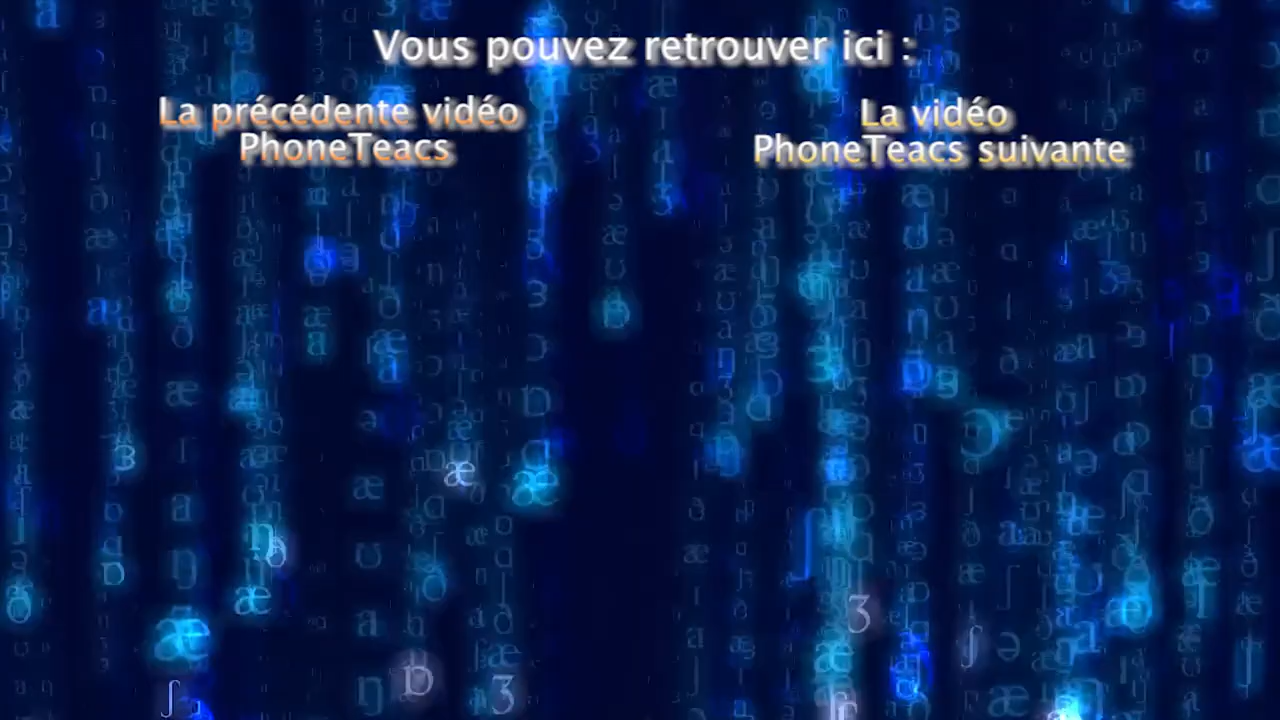 Vous pouvez retrouver ici :
La précédente vidéo
PhoneTeacs
La vidéo
PhoneTeacs suivante